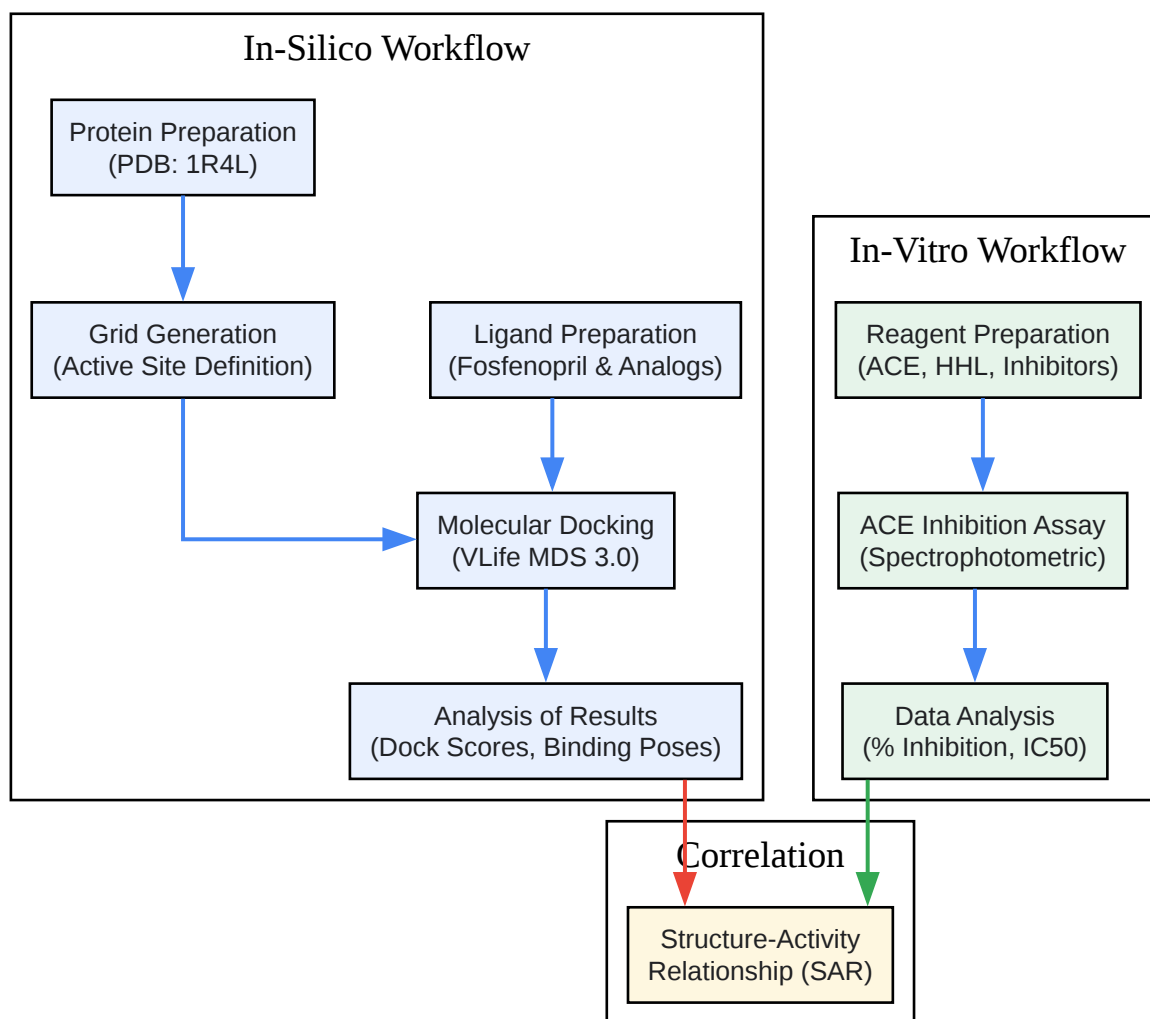 In-Silico Workflow
Protein Preparation
(PDB: 1R4L)
Grid Generation
(Active Site Definition)
Ligand Preparation
(Fosfenopril & Analogs)
Molecular Docking
(VLife MDS 3.0)
Analysis of Results
(Dock Scores, Binding Poses)
In-Vitro Workflow
Reagent Preparation
(ACE, HHL, Inhibitors)
ACE Inhibition Assay
(Spectrophotometric)
Data Analysis
(% Inhibition, IC50)
Correlation
Structure-Activity
Relationship (SAR)